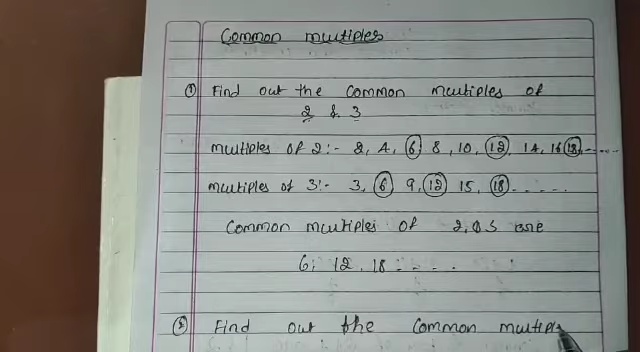 Common multiples
① Find out the Common multiples of
2 & 3
multiples of 2:- 2, 4, 6, 8, 10, 12, 14, 16, 18, .....
multiples of 3:- 3, 6, 9, 12, 15, 18, ......
Common multiples of 2, & 3 are
6, 12, 18 .....
② Find out the Common multiple